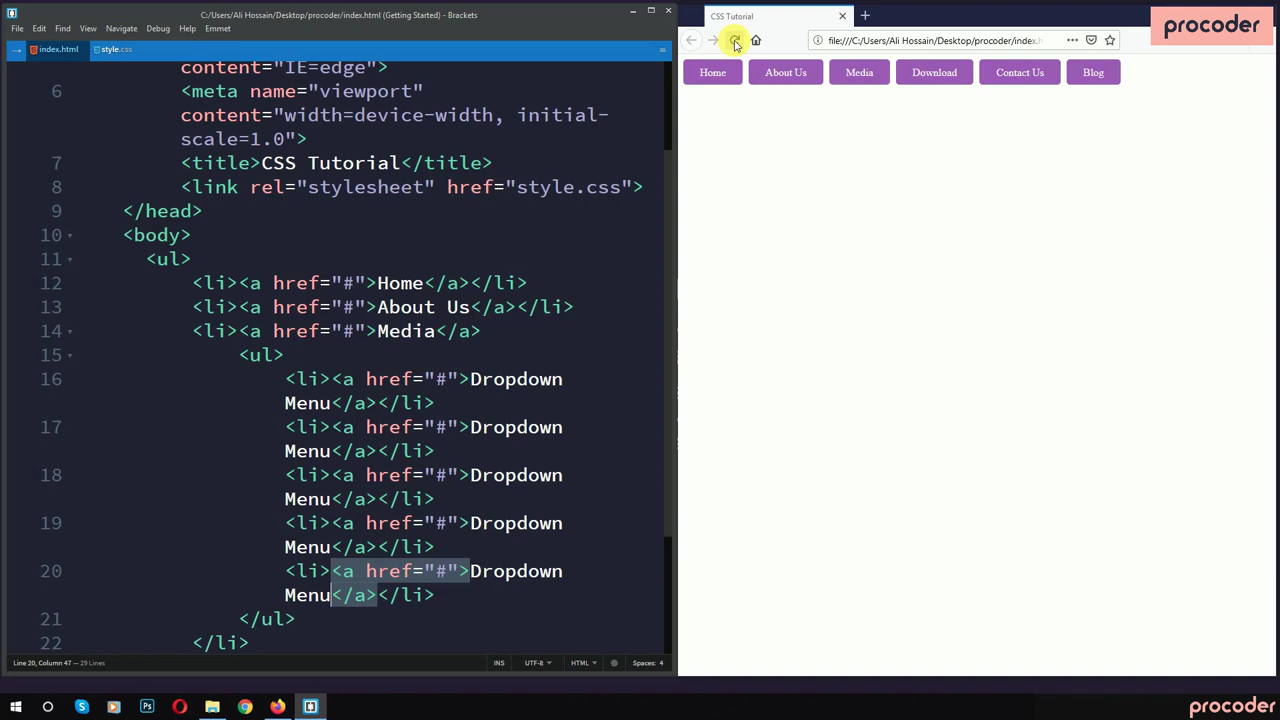 C:/Users/Ali Hossain/Desktop/procoder/index.html (Getting Started) - Brackets
File Edit Find View Navigate Debug Help Emmet
index.html style.css
content="IE=edge">
6 <meta name="viewport"
content="width=device-width, initial-
scale=1.0">
7 <title>CSS Tutorial</title>
8 <link rel="stylesheet" href="style.css">
9 </head>
10 <body>
11 <ul>
12 <li><a href="#">Home</a></li>
13 <li><a href="#">About Us</a></li>
14 <li><a href="#">Media</a>
15 <ul>
16 <li><a href="#">Dropdown
Menu</a></li>
17 <li><a href="#">Dropdown
Menu</a></li>
18 <li><a href="#">Dropdown
Menu</a></li>
19 <li><a href="#">Dropdown
Menu</a></li>
20 <li><a href="#">Dropdown
Menu</a></li>
21 </ul>
22 </li>
Line 20, Column 47 — 29 Lines INS UTF-8 HTML Spaces: 4
CSS Tutorial
procoder
file:///C:/Users/Ali Hossain/Desktop/procoder/index.h
Home About Us Media Download Contact Us Blog
procoder